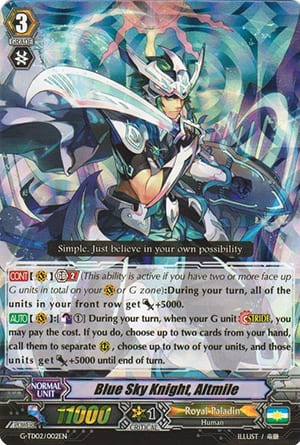 3
GRADE
Simple. Just believe in your own possibility
CONT 2 (This ability is active if you have two or more face up
G units in total on your or G zone):During your turn, all of the
units in your front row get +5000.
AUTO [1] During your turn, when your G unit STRIDE, you
may pay the cost. If you do, choose up to two cards from your hand,
call them to separate , choose up to two of your units, and those
units get +5000 until end of turn.
NORMAL
UNIT
Blue Sky Knight, Altmile
POWER
11000
1
CRITICAL
Royal Paladin
Human
G-TD02/002EN
ILLUST /